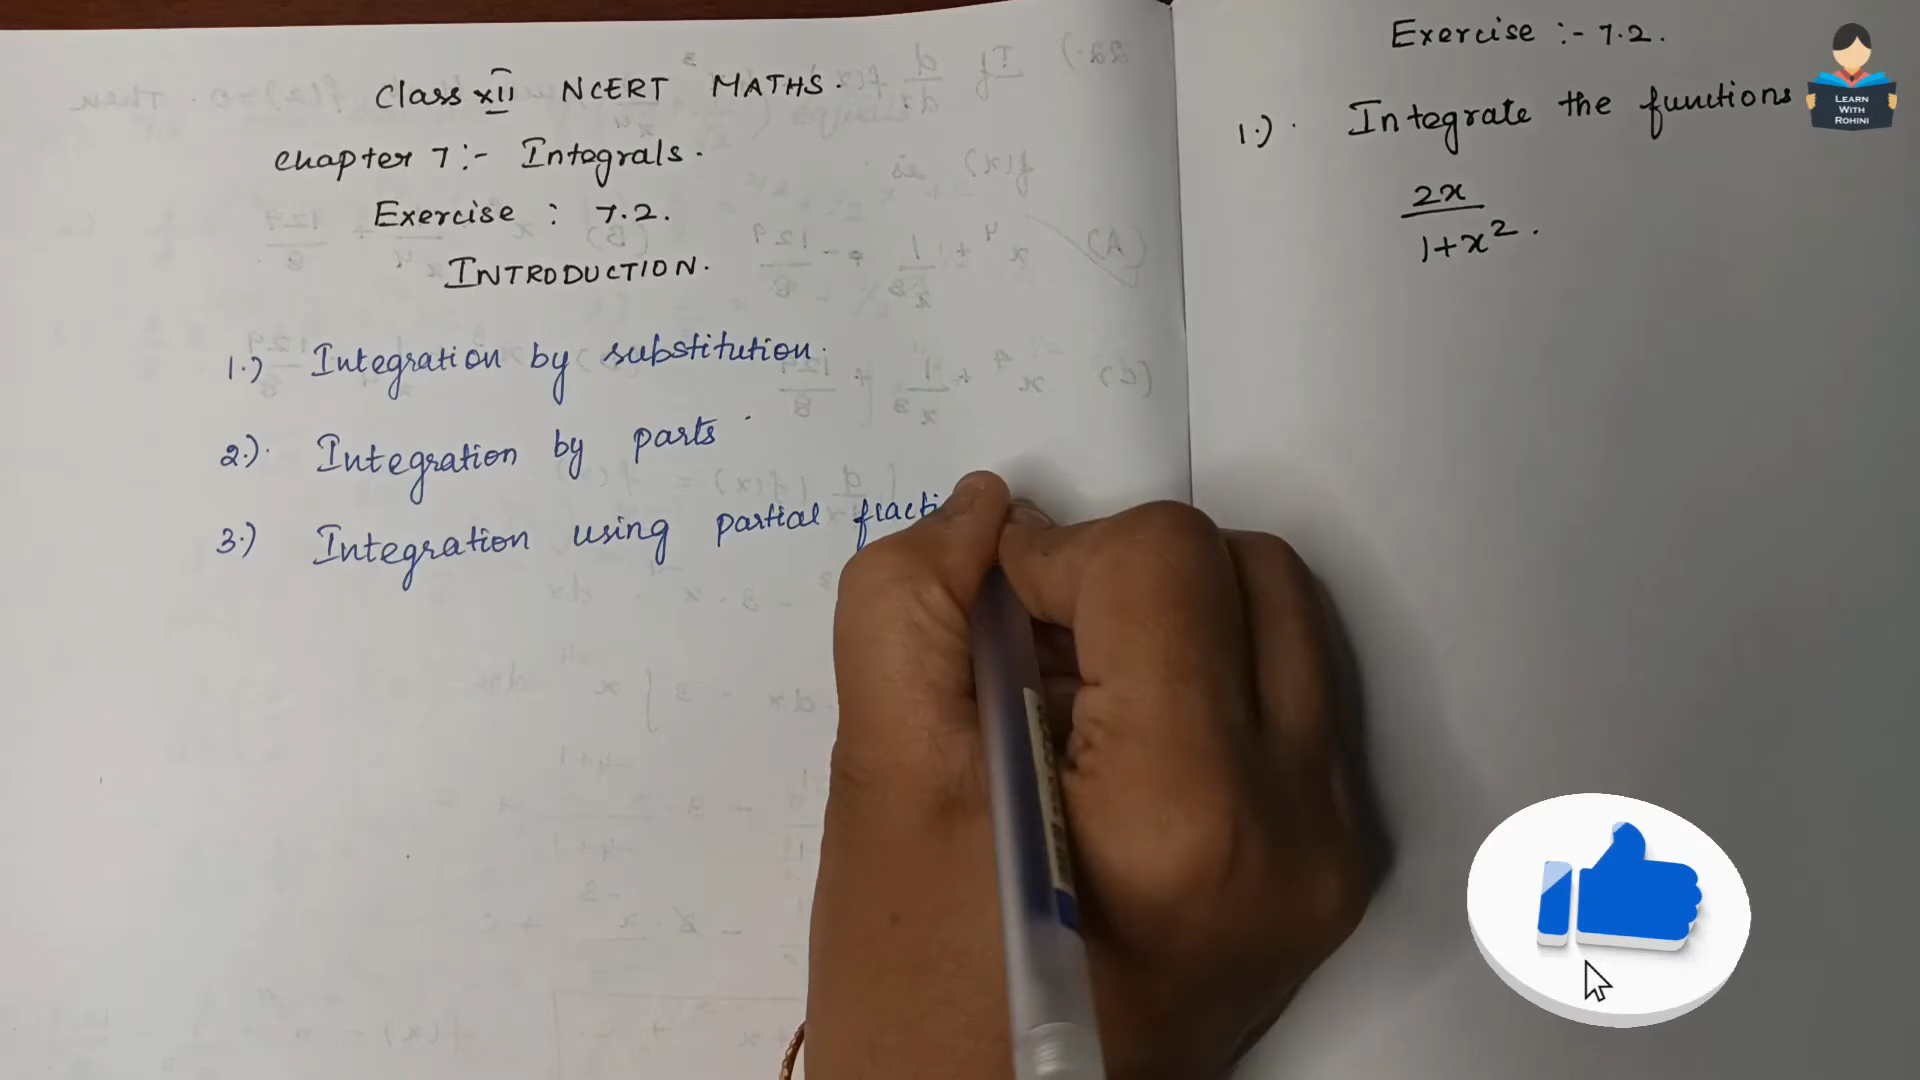 Class XII NCERT MATHS.
Chapter 7:- Integrals.
Exercise : 7.2.
INTRODUCTION.
1.) Integration by substitution.
2.) Integration by parts
3.) Integration using partial fracti
Exercise :- 7.2.
1.) Integrate the functions
2x
1+x².
LEARN
WITH
ROHINI